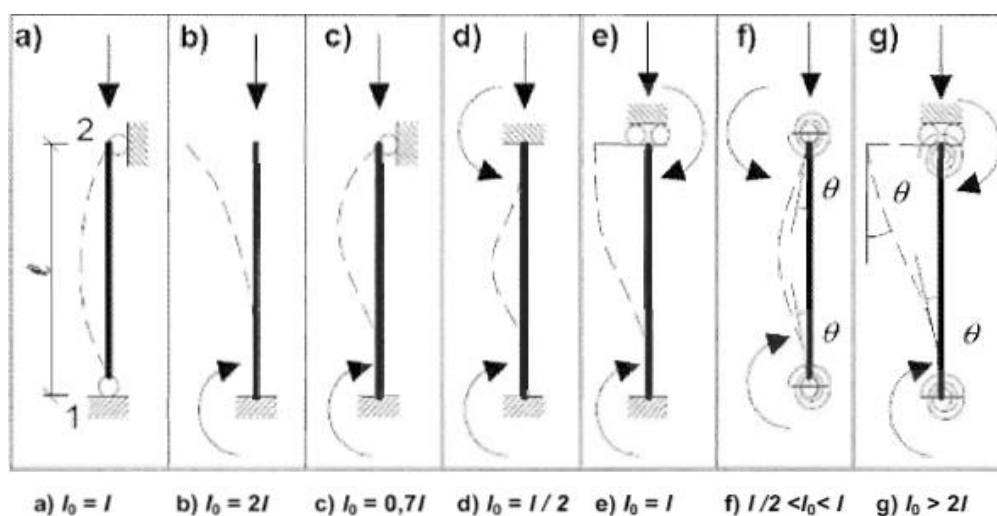 a) b) c) d) e) f) g)
2
θ θ
ℓ
θ θ
1
a) l₀ = l b) l₀ = 2l c) l₀ = 0,7l d) l₀ = l / 2 e) l₀ = l f) l /2 <l₀< l g) l₀ > 2l